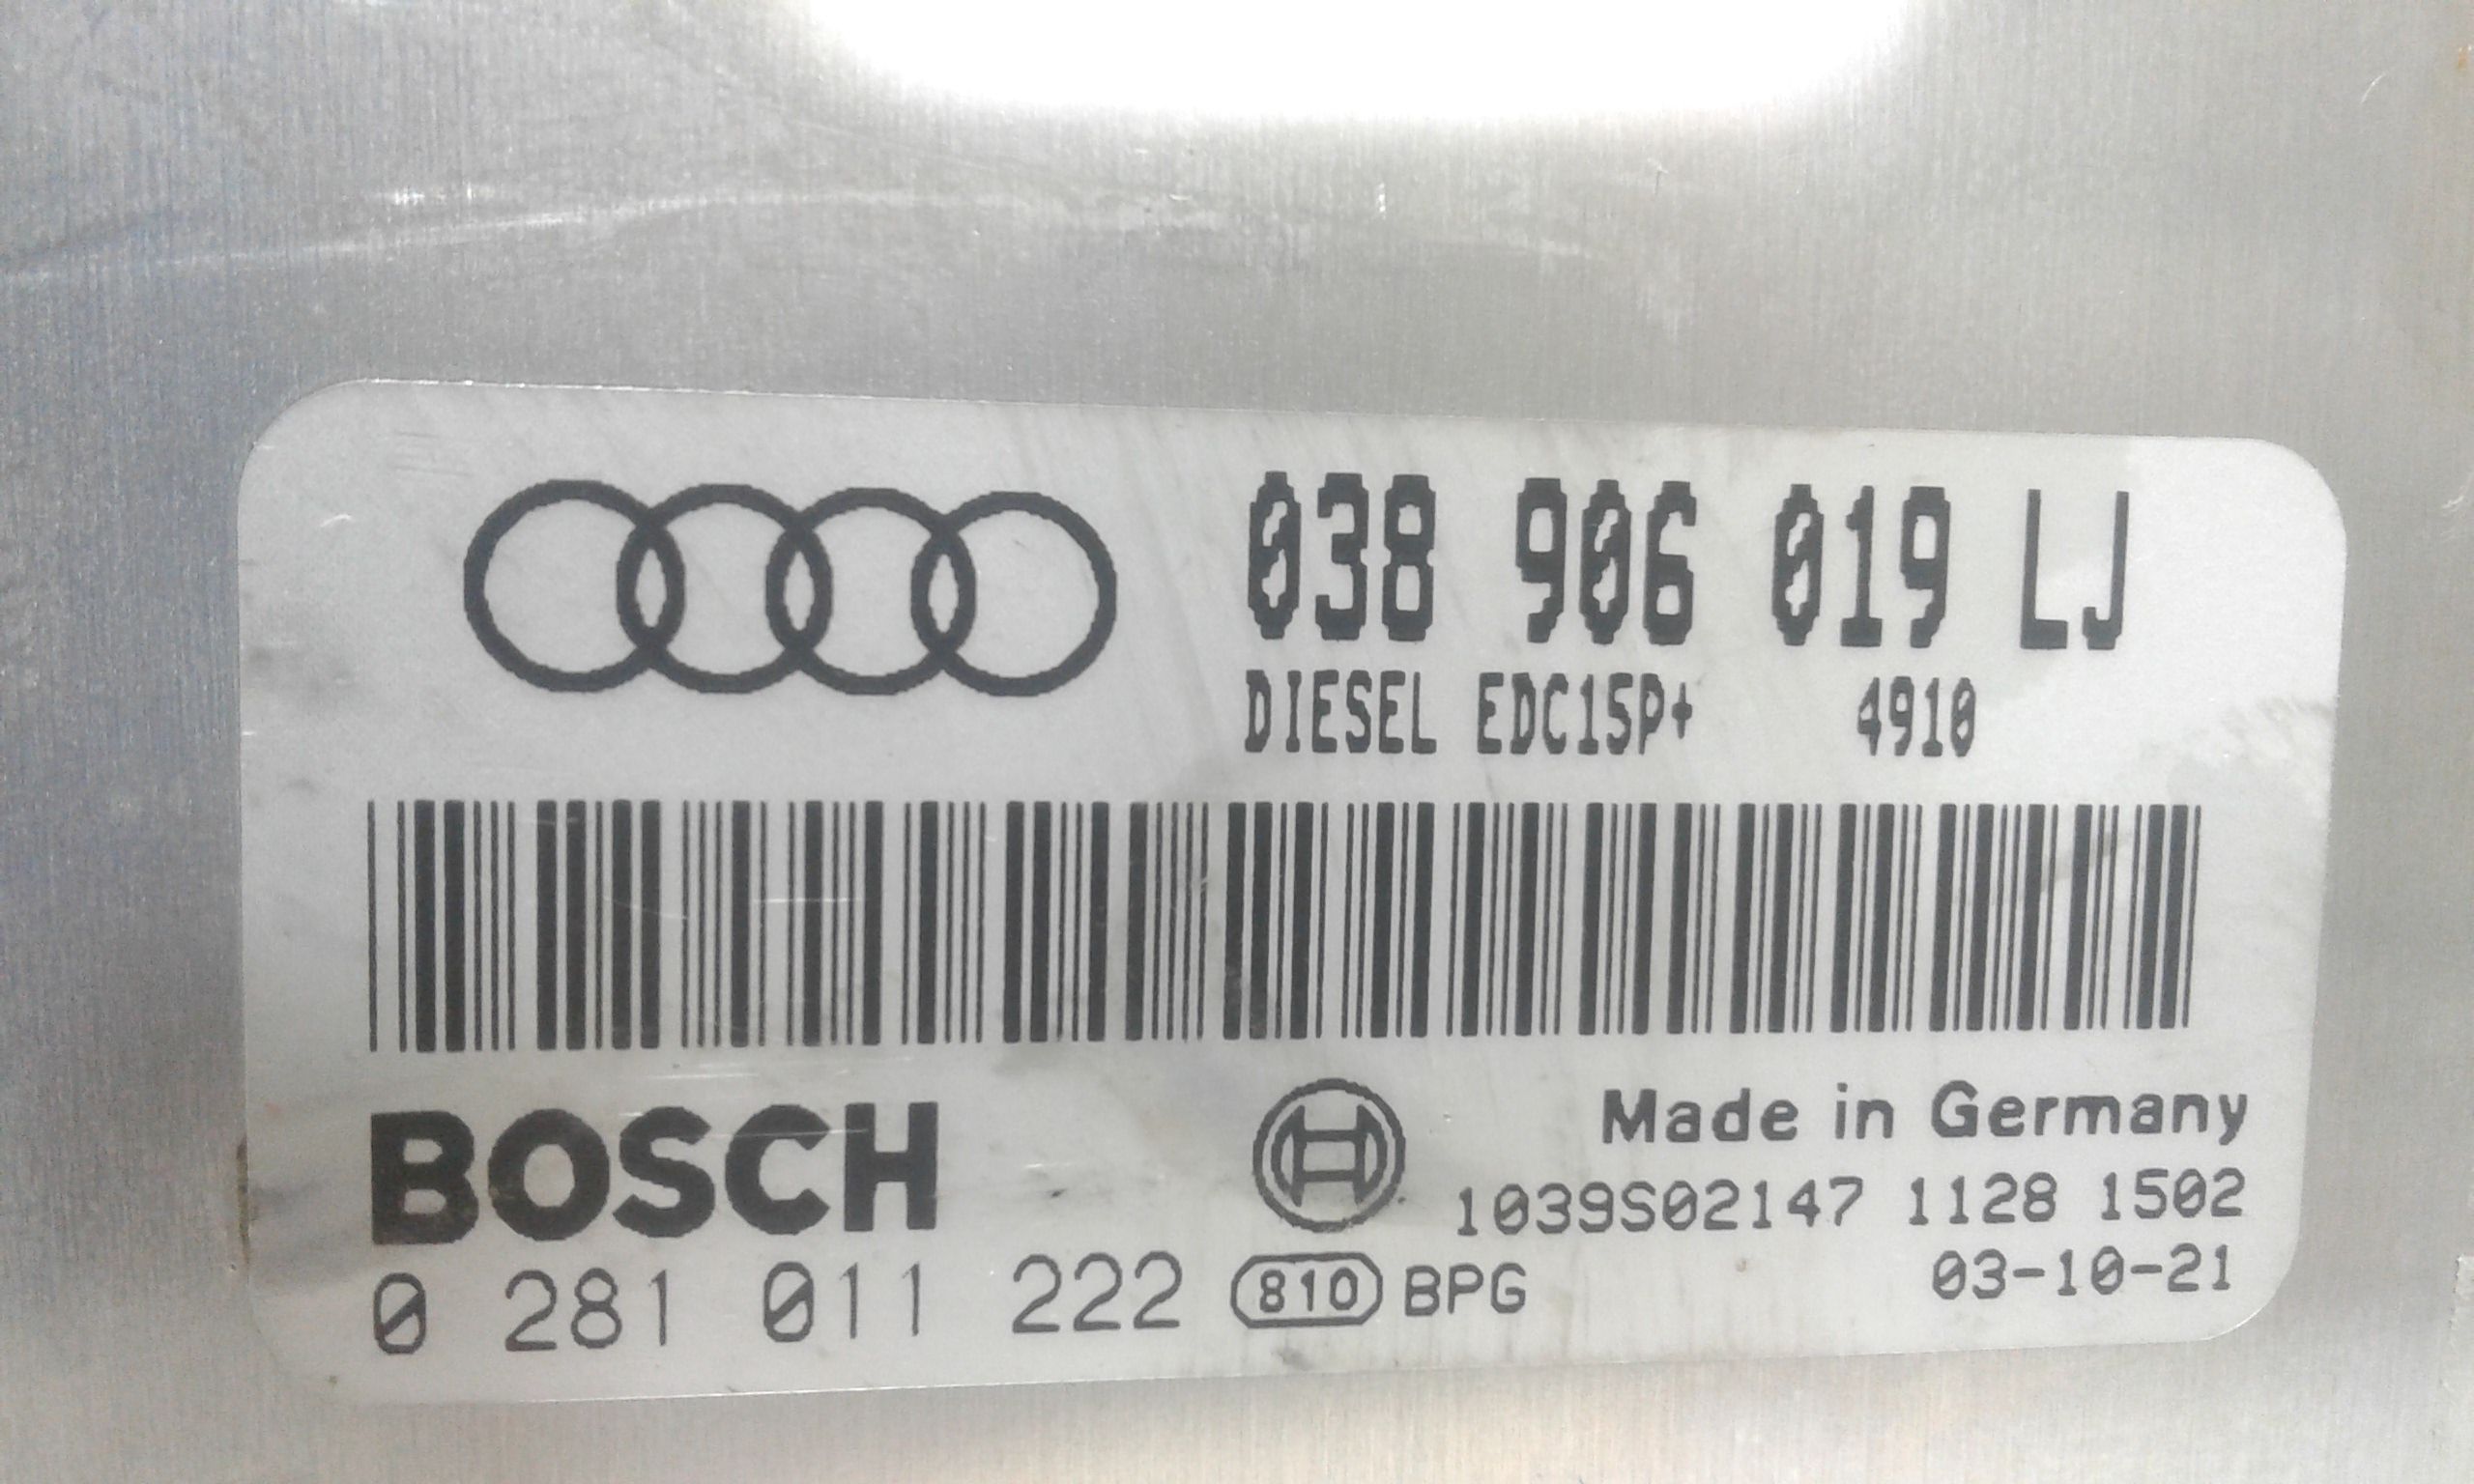 038 906 019 LJ
DIESEL EDC15P+ 4910
BOSCH
Made in Germany
1039S02147 1128 1502
0 281 011 222 810 BPG 03-10-21